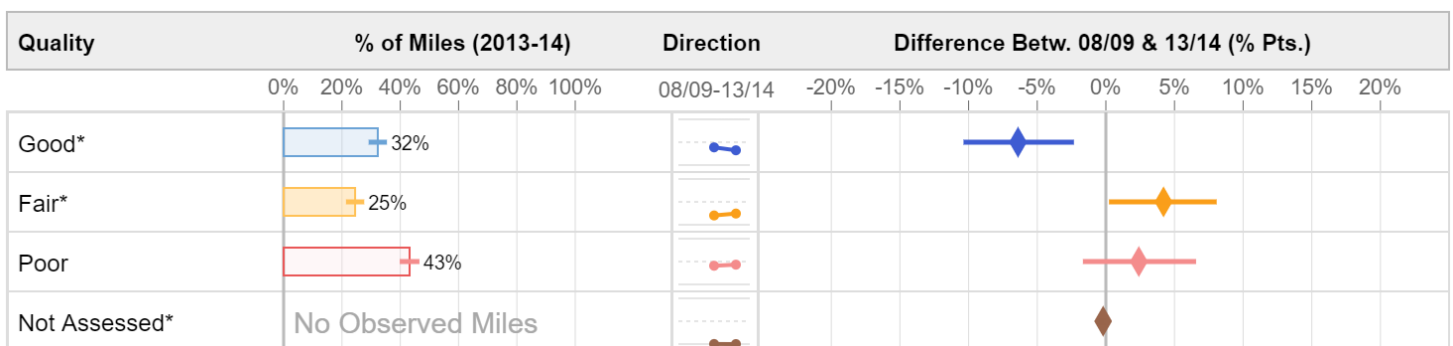 Quality % of Miles (2013-14) Direction Difference Betw. 08/09 & 13/14 (% Pts.)
0% 20% 40% 60% 80% 100% 08/09-13/14 -20% -15% -10% -5% 0% 5% 10% 15% 20%
Good* 32%
Fair* 25%
Poor 43%
Not Assessed* No Observed Miles